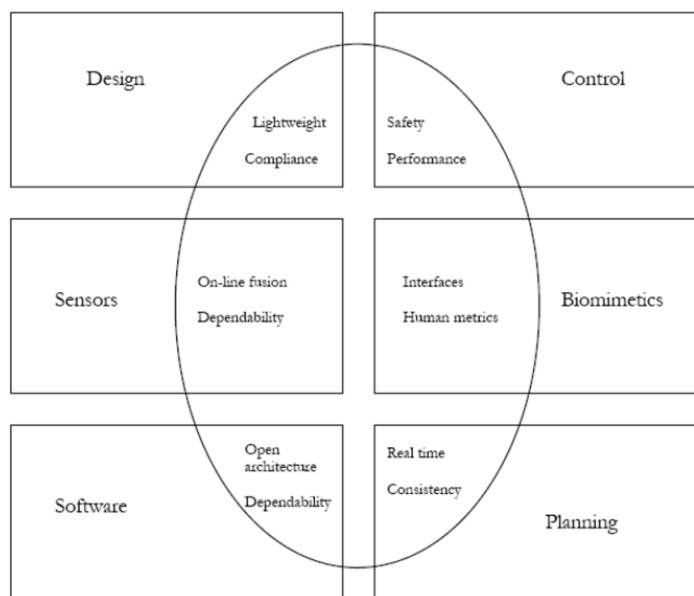 Design
Lightweight
Compliance
Control
Safety
Performance
Sensors
On-line fusion
Dependability
Interfaces
Human metrics
Biomimetics
Open
architecture
Dependability
Software
Real time
Consistency
Planning